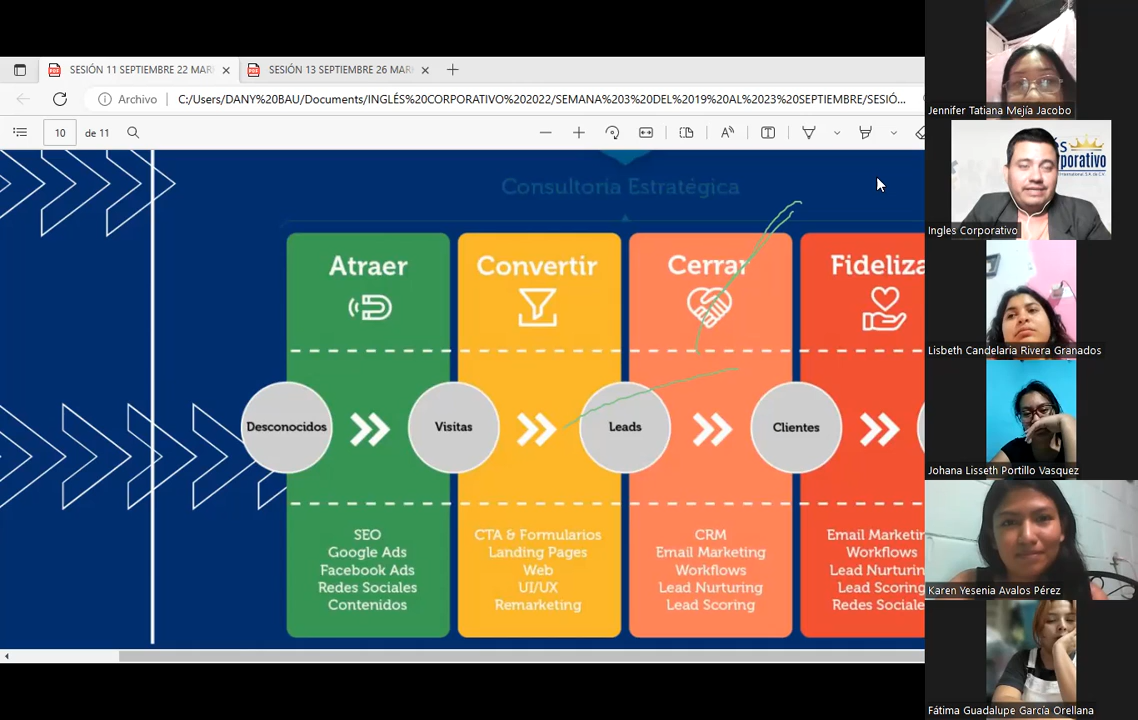 SESIÓN 11 SEPTIEMBRE 22 MAR
SESIÓN 13 SEPTIEMBRE 26 MAR
Archivo
C:/Users/DANY%20BAU/Documents/INGLÉS%20CORPORATIVO%202022/SEMANA%203%20DEL%2019%20AL%2023%20SEPTIEMBRE/SESIÓ...
10 de 11
Consultoría Estratégica
Atraer
Convertir
Cerrar
Fideliza
Desconocidos
Visitas
Leads
Clientes
SEO
Google Ads
Facebook Ads
Redes Sociales
Contenidos
CTA & Formularios
Landing Pages
Web
UI/UX
Remarketing
CRM
Email Marketing
Workflows
Lead Nurturing
Lead Scoring
Email Marketin
Workflows
Lead Nurturin
Lead Scoring
Redes Sociale
Jennifer Tatiana Mejía Jacobo
és
porativo
Ingles Corporativo
Lisbeth Candelaria Rivera Granados
Johana Lisseth Portillo Vasquez
Karen Yesenia Avalos Pérez
Fátima Guadalupe García Orellana